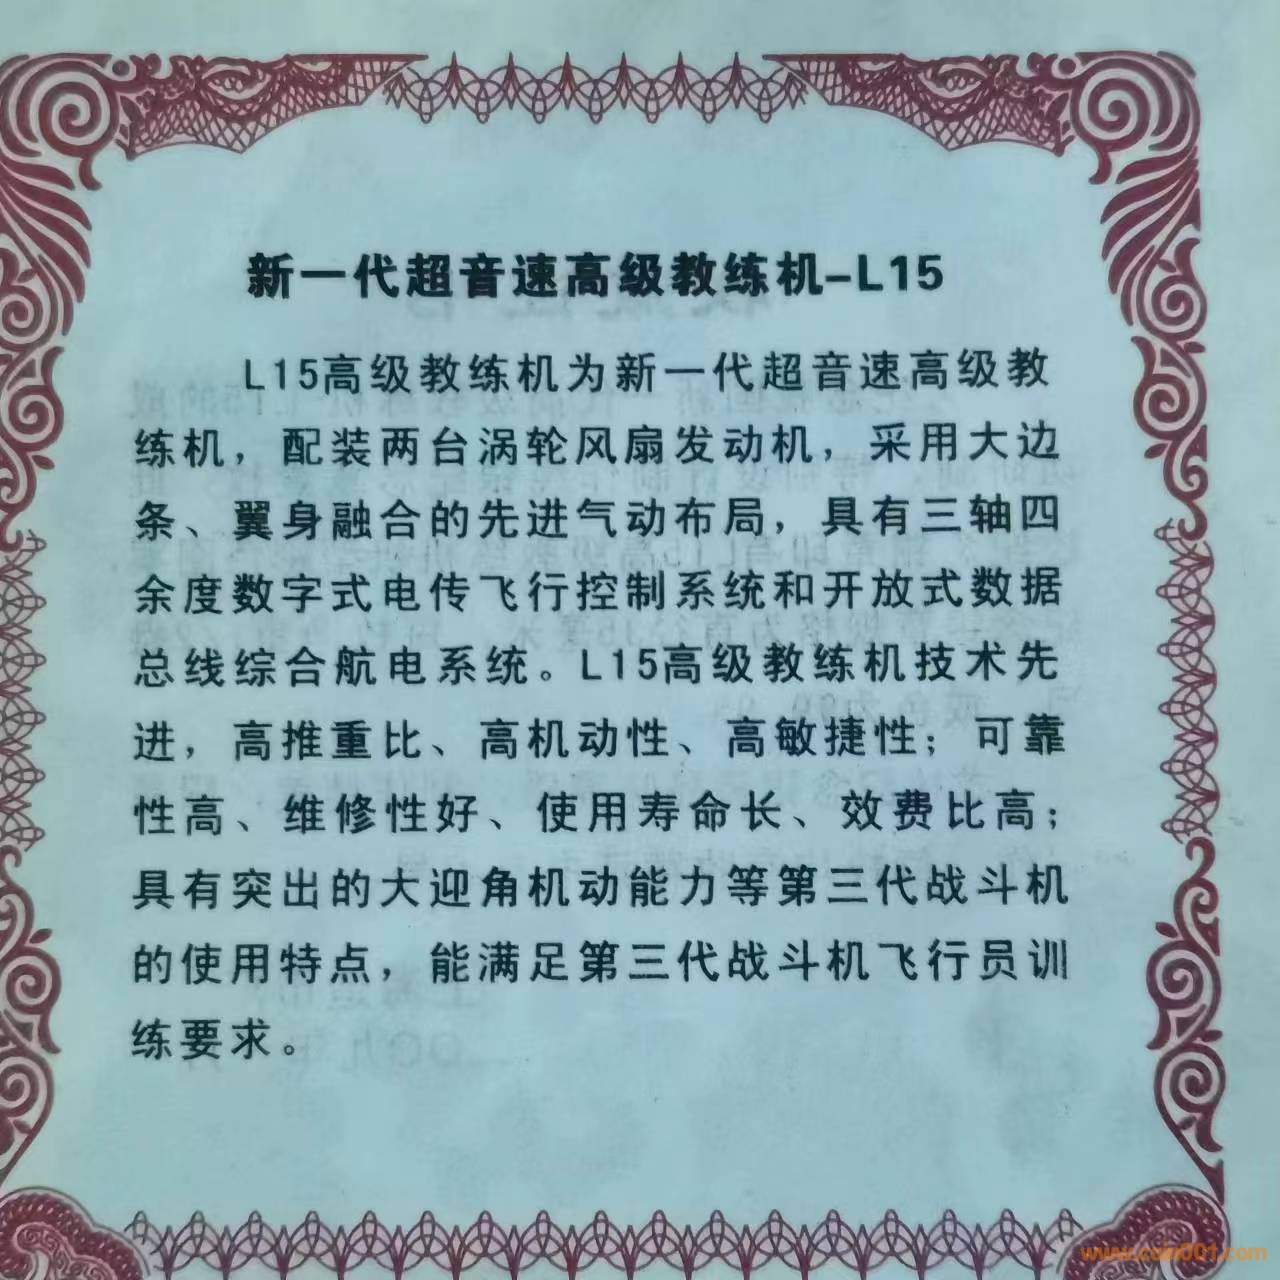 新一代超音速高级教练机-L15
L15高级教练机为新一代超音速高级教
练机，配装两台涡轮风扇发动机，采用大边
条、翼身融合的先进气动布局，具有三轴四
余度数字式电传飞行控制系统和开放式数据
总线综合航电系统。L15高级教练机技术先
进，高推重比、高机动性、高敏捷性；可靠
性高、维修性好、使用寿命长、效费比高；
具有突出的大迎角机动能力等第三代战斗机
的使用特点，能满足第三代战斗机飞行员训
练要求。
www.coin001.com